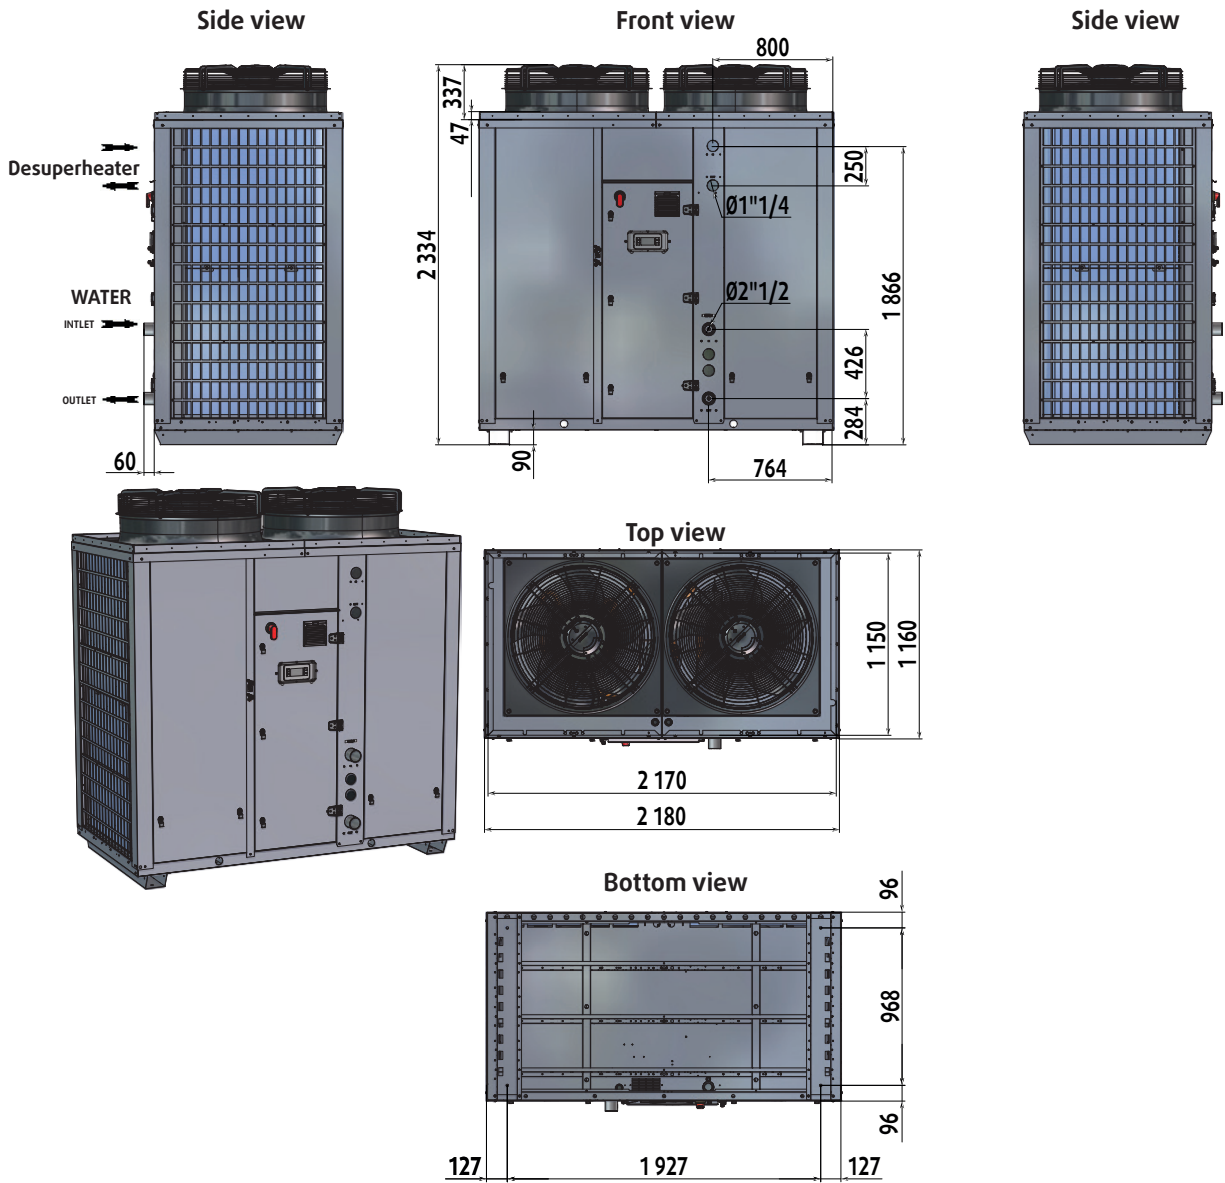 Side view
Front view
Side view
800
337
47
Desuperheater
250
Ø1"1/4
2 334
1 866
WATER
INTLET
Ø2"1/2
426
OUTLET
284
60
90
764
Top view
1 150
1 160
2 170
2 180
Bottom view
96
968
96
127
1 927
127